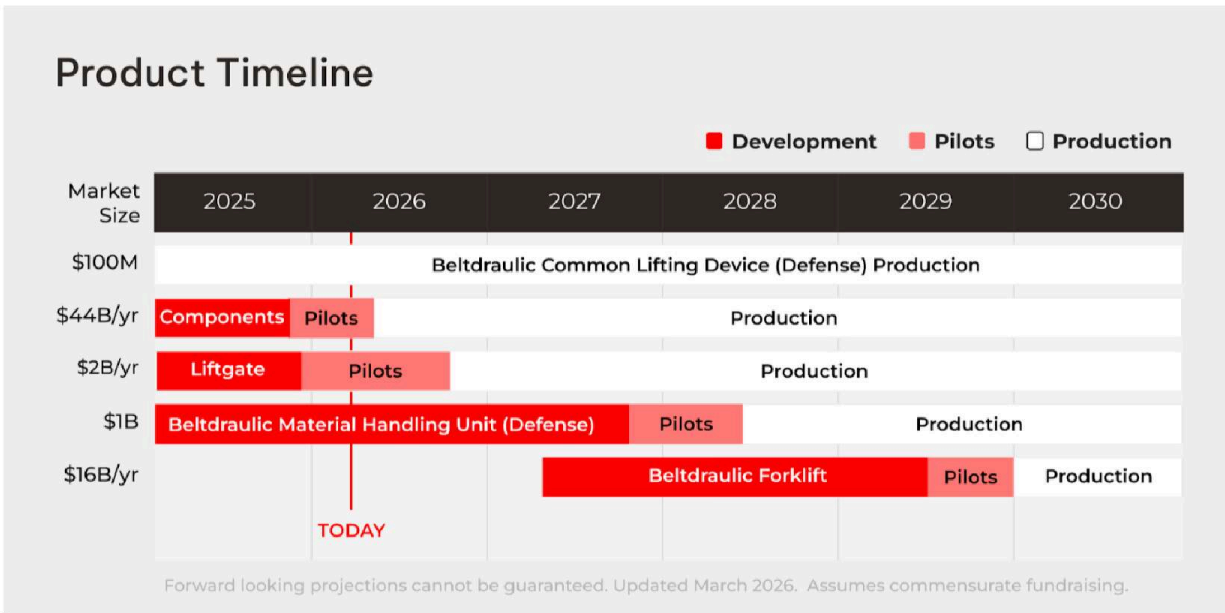 Product Timeline
Development Pilots Production
Market
Size
2025 2026 2027 2028 2029 2030
$100M Beltdraulic Common Lifting Device (Defense) Production
$44B/yr Components Pilots Production
$2B/yr Liftgate Pilots Production
$1B Beltdraulic Material Handling Unit (Defense) Pilots Production
$16B/yr Beltdraulic Forklift Pilots Production
TODAY
Forward looking projections cannot be guaranteed. Updated March 2026. Assumes commensurate fundraising.